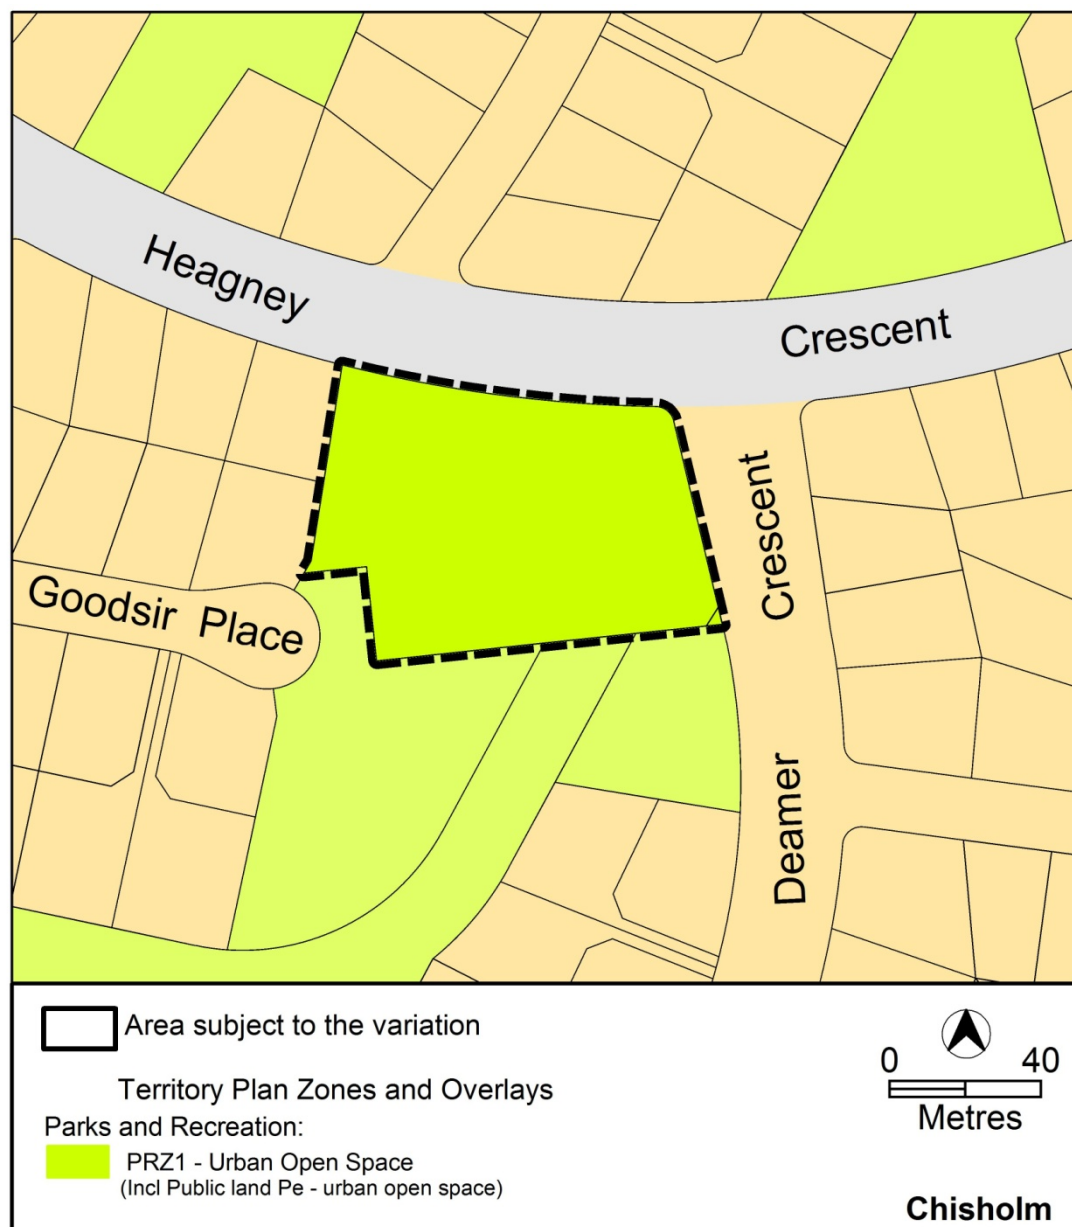 Heagney
Crescent
Crescent
Goodsir Place
Deamer
Area subject to the variation
0 40
Territory Plan Zones and Overlays
Metres
Parks and Recreation:
PRZ1 - Urban Open Space
(Incl Public land Pe - urban open space)
Chisholm